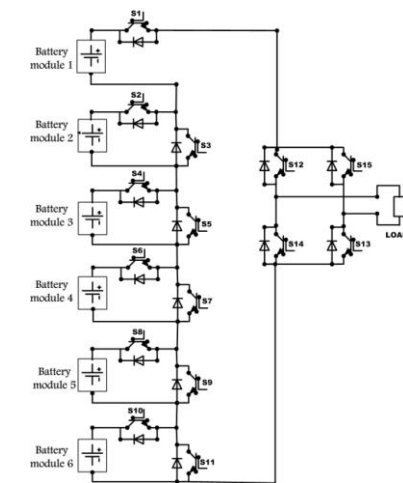 S1
Battery
module 1
S2
Battery
module 2
S3
S12
S15
S4
Battery
module 3
S5
LOA
S14
S13
S6
Battery
module 4
S7
S8
Battery
module 5
S9
S10
Battery
module 6
S11